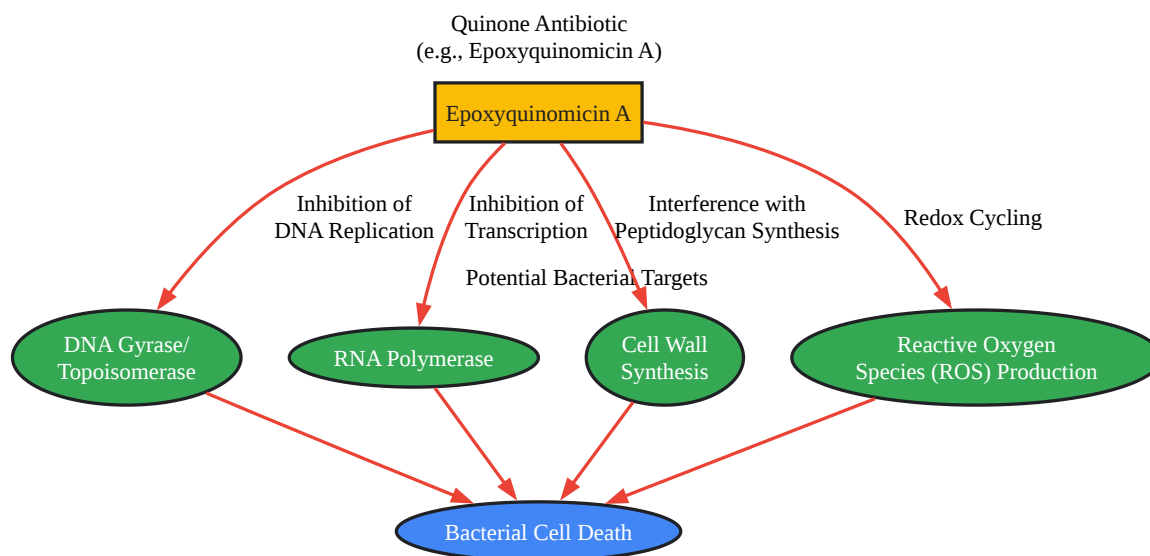 Quinone Antibiotic
(e.g., Epoxyquinomicin A)
Epoxyquinomicin A
Inhibition of
DNA Replication
Inhibition of
Transcription
Interference with
Peptidoglycan Synthesis
Redox Cycling
Potential Bacterial Targets
DNA Gyrase/
Topoisomerase
RNA Polymerase
Cell Wall
Synthesis
Reactive Oxygen
Species (ROS) Production
Bacterial Cell Death